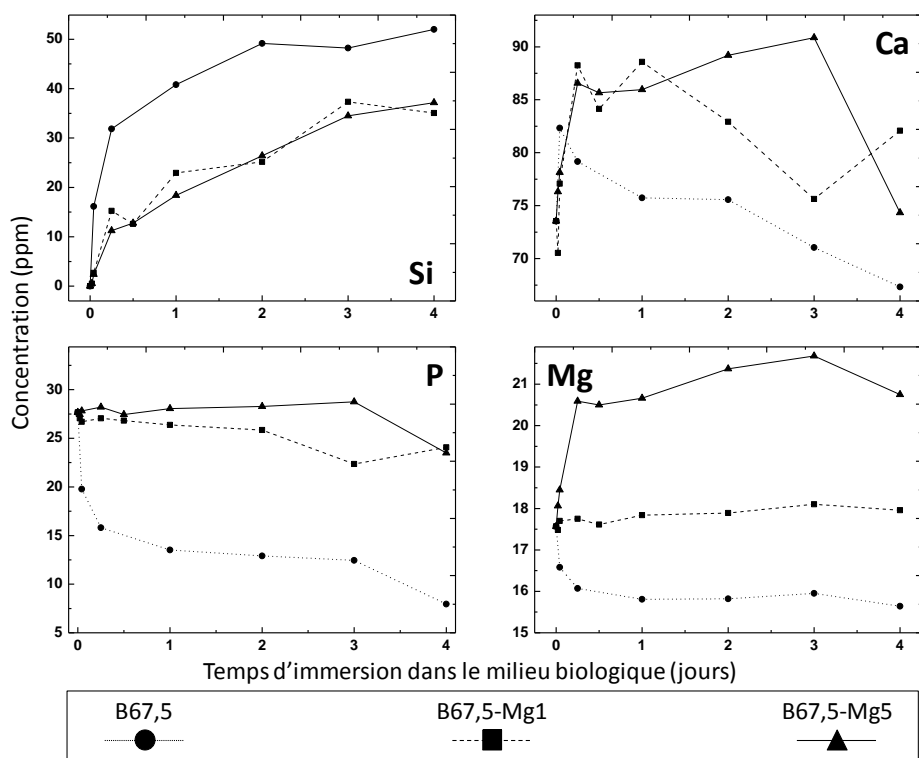 Concentration (ppm)
50
40
30
20
10
0
Si
0 1 2 3 4
90
85
80
75
70
Ca
0 1 2 3 4
30
25
20
15
10
5
P
0 1 2 3 4
21
20
19
18
17
16
15
Mg
0 1 2 3 4
Temps d’immersion dans le milieu biologique (jours)
B67,5 B67,5-Mg1 B67,5-Mg5